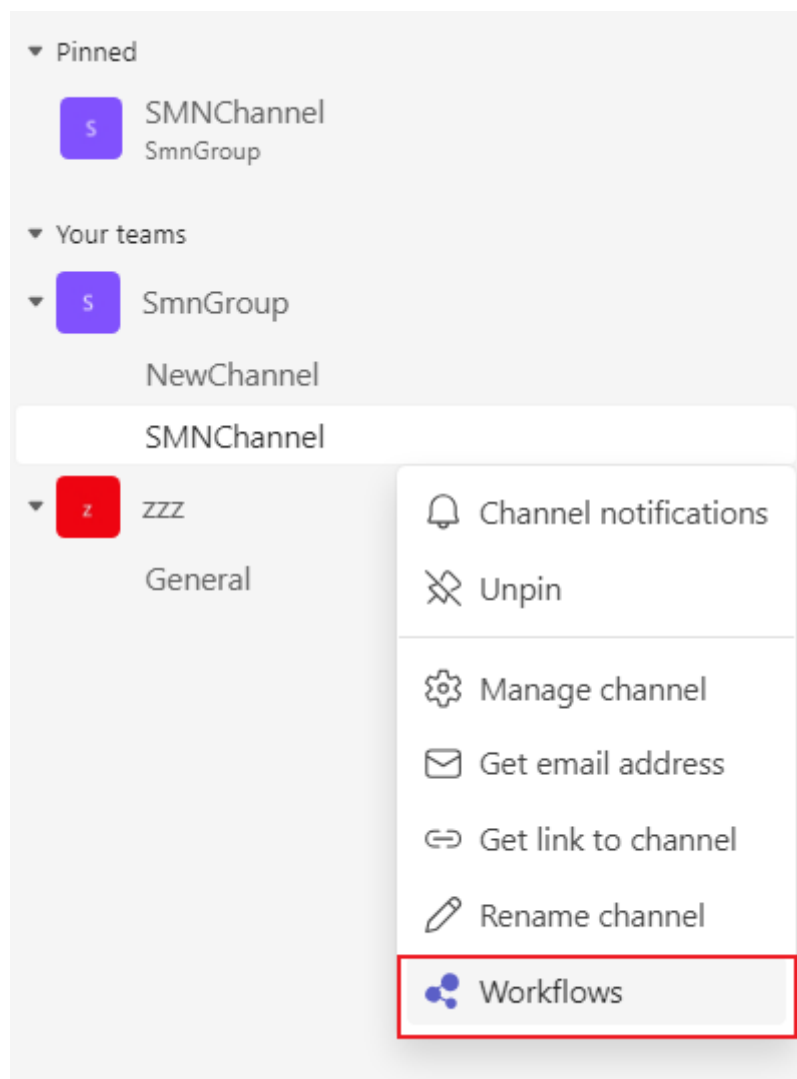 Pinned
S
SMNChannel
SmnGroup
Your teams
S
SmnGroup
NewChannel
SMNChannel
z
zzz
General
Channel notifications
Unpin
Manage channel
Get email address
Get link to channel
Rename channel
Workflows